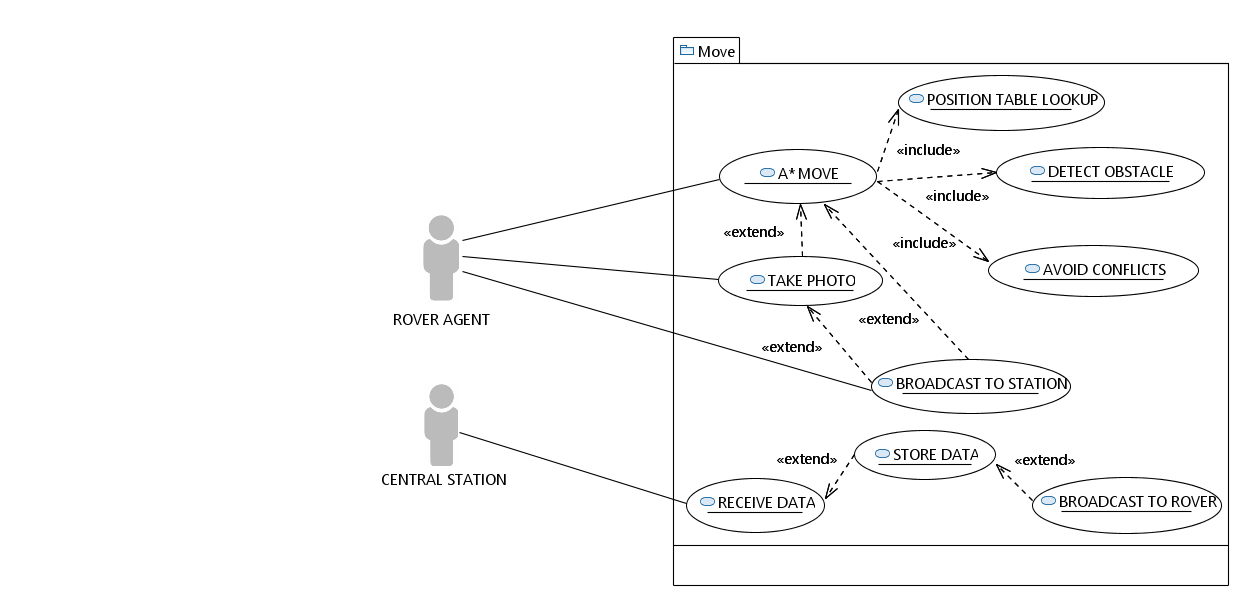 Move
POSITION TABLE LOOKUP
«include»
A* MOVE
DETECT OBSTACLE
«include»
«extend»
«include»
AVOID CONFLICTS
TAKE PHOTO
ROVER AGENT
«extend»
«extend»
BROADCAST TO STATION
CENTRAL STATION
«extend»
STORE DATA
«extend»
RECEIVE DATA
BROADCAST TO ROVER